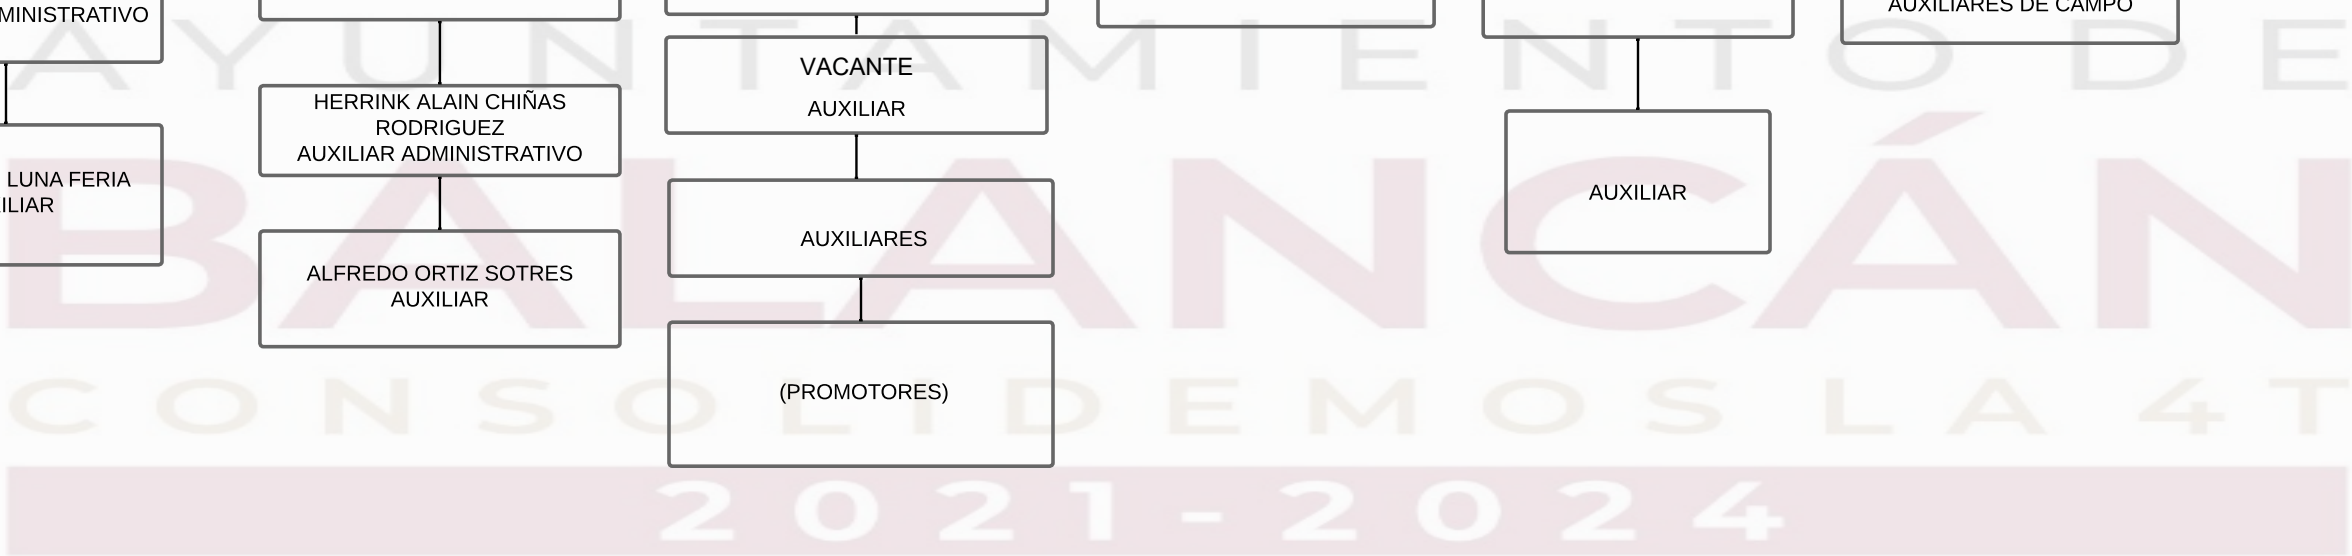 MINISTRATIVO
LUNA FERIA
ILIAR
HERRINK ALAIN CHIÑAS
RODRIGUEZ
AUXILIAR ADMINISTRATIVO
ALFREDO ORTIZ SOTRES
AUXILIAR
VACANTE
AUXILIAR
AUXILIARES
(PROMOTORES)
AUXILIAR
AUXILIARES DE CAMPO
AYUNTAMIENTO DE
BALANCÁN
CONSOLIDEMOS LA 4T
2021-2024